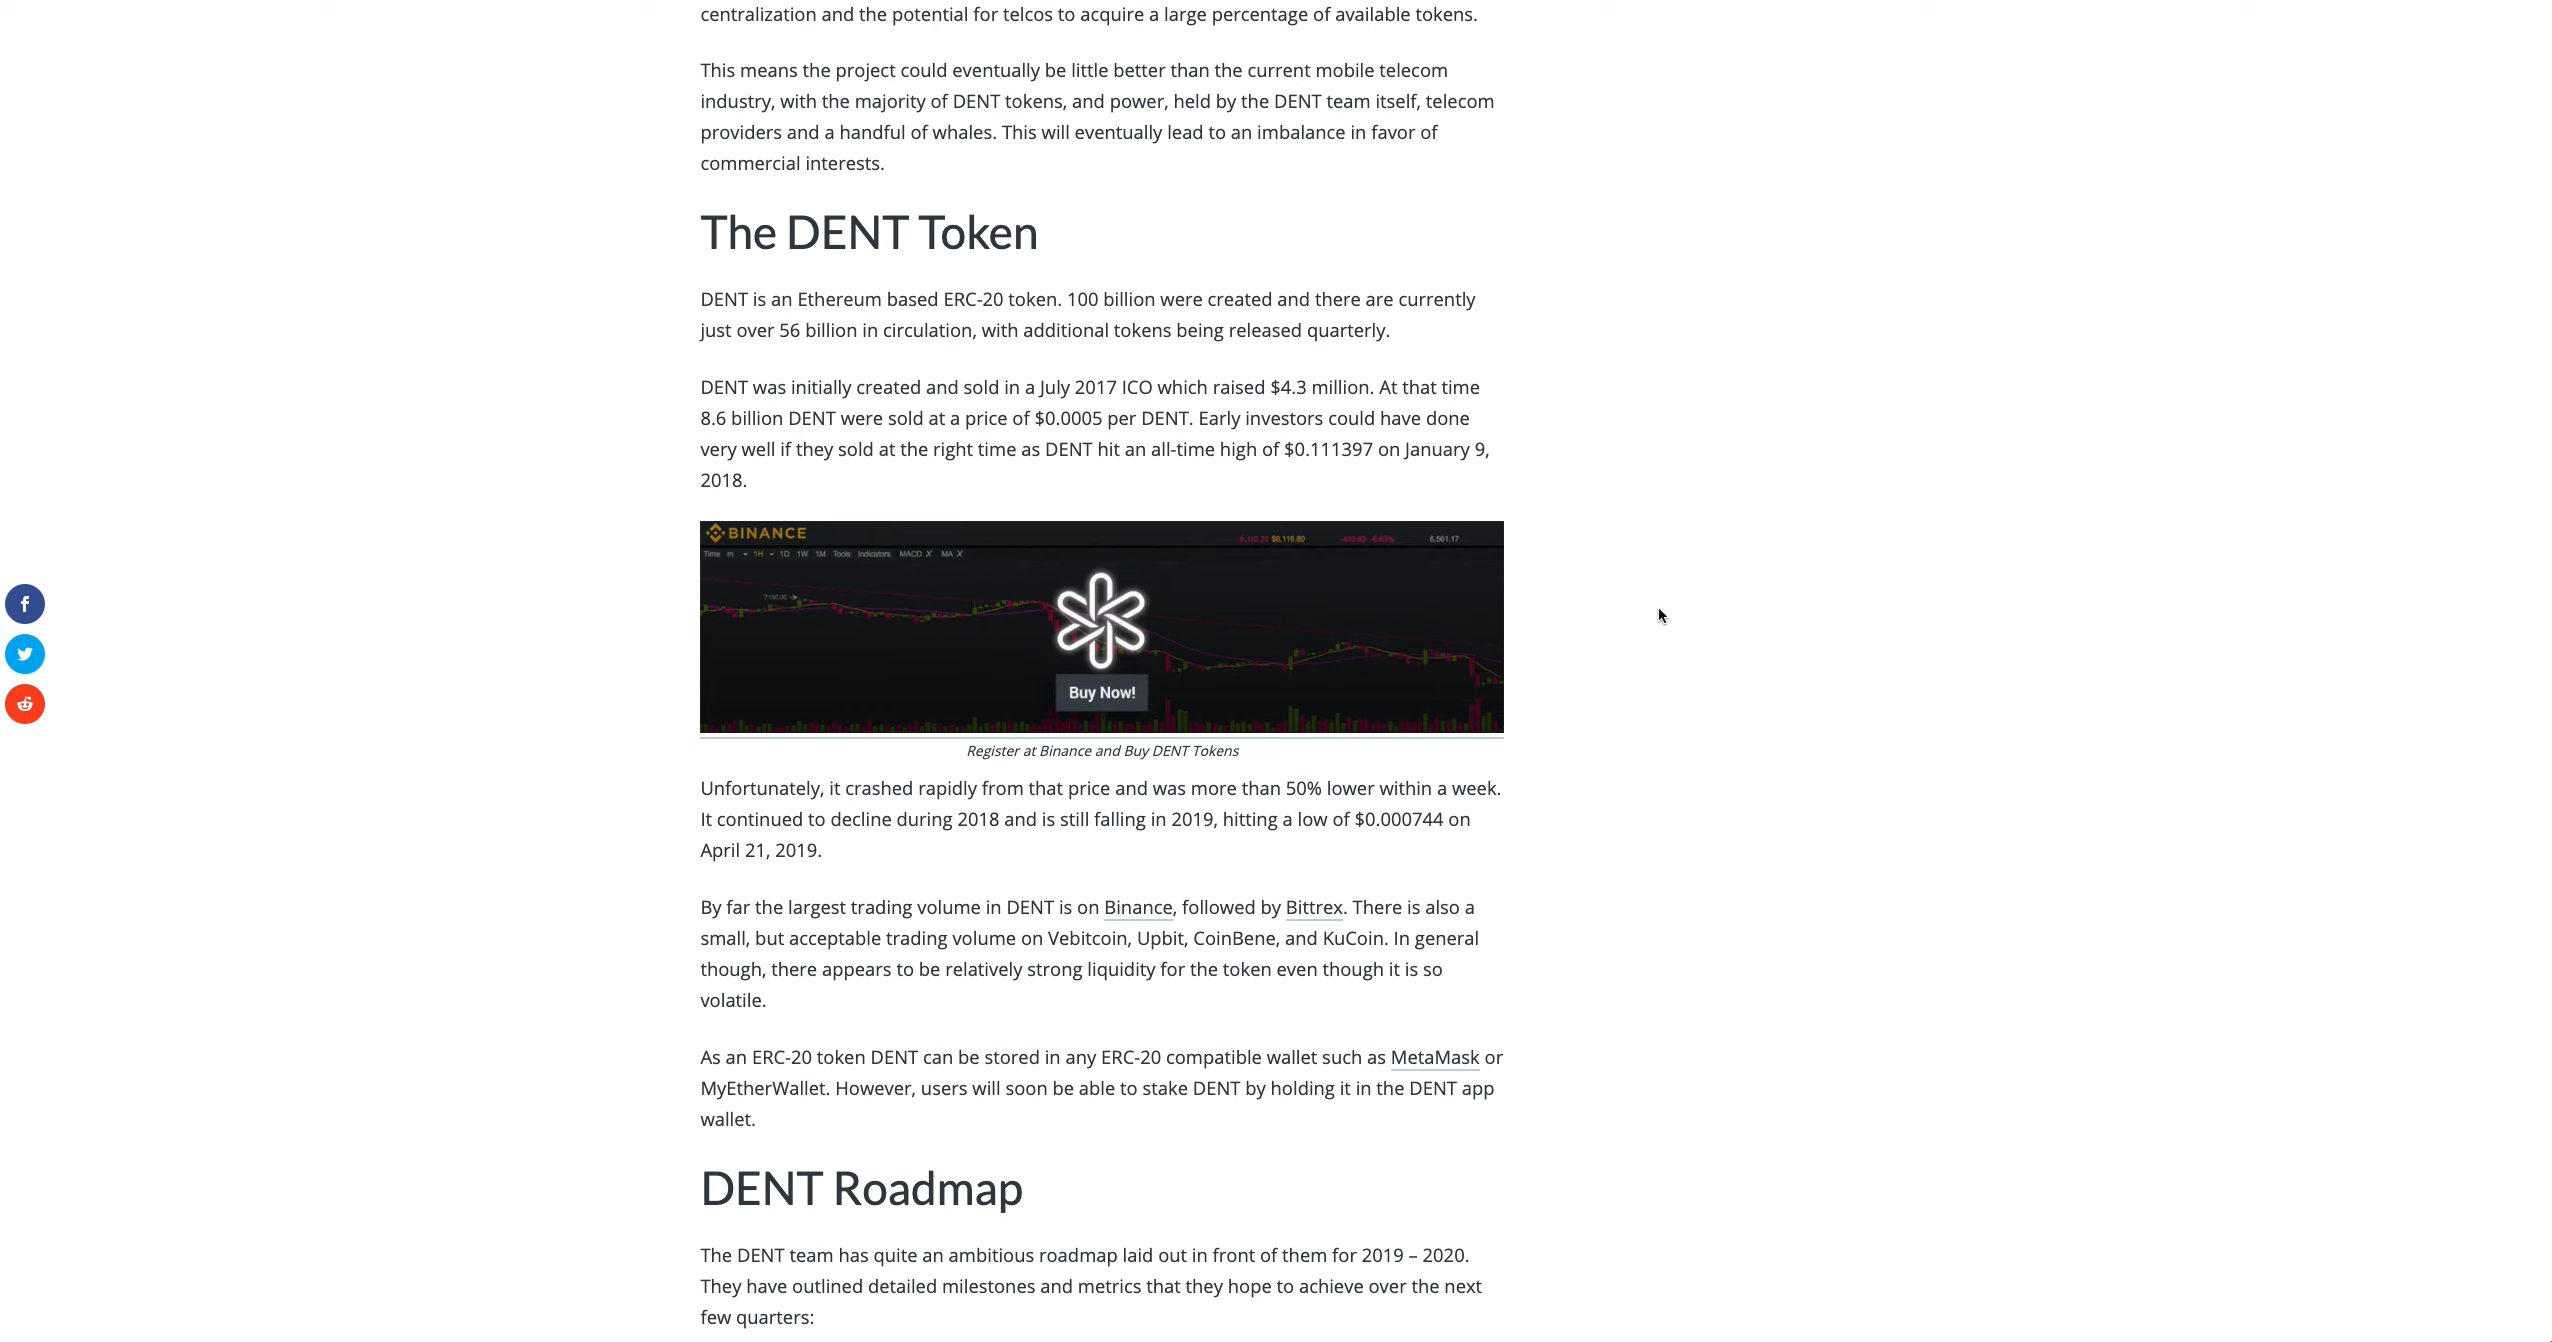 centralization and the potential for telcos to acquire a large percentage of available tokens.
This means the project could eventually be little better than the current mobile telecom
industry, with the majority of DENT tokens, and power, held by the DENT team itself, telecom
providers and a handful of whales. This will eventually lead to an imbalance in favor of
commercial interests.
The DENT Token
DENT is an Ethereum based ERC-20 token. 100 billion were created and there are currently
just over 56 billion in circulation, with additional tokens being released quarterly.
DENT was initially created and sold in a July 2017 ICO which raised $4.3 million. At that time
8.6 billion DENT were sold at a price of $0.0005 per DENT. Early investors could have done
very well if they sold at the right time as DENT hit an all-time high of $0.111397 on January 9,
2018.
BINANCE
$6,116.80 6,561.17
Time m 1H 1D 1W 1M Tools Indicators MACD X MA X
Buy Now!
Register at Binance and Buy DENT Tokens
Unfortunately, it crashed rapidly from that price and was more than 50% lower within a week.
It continued to decline during 2018 and is still falling in 2019, hitting a low of $0.000744 on
April 21, 2019.
By far the largest trading volume in DENT is on Binance, followed by Bittrex. There is also a
small, but acceptable trading volume on Vebitcoin, Upbit, CoinBene, and KuCoin. In general
though, there appears to be relatively strong liquidity for the token even though it is so
volatile.
As an ERC-20 token DENT can be stored in any ERC-20 compatible wallet such as MetaMask or
MyEtherWallet. However, users will soon be able to stake DENT by holding it in the DENT app
wallet.
DENT Roadmap
The DENT team has quite an ambitious roadmap laid out in front of them for 2019 – 2020.
They have outlined detailed milestones and metrics that they hope to achieve over the next
few quarters: